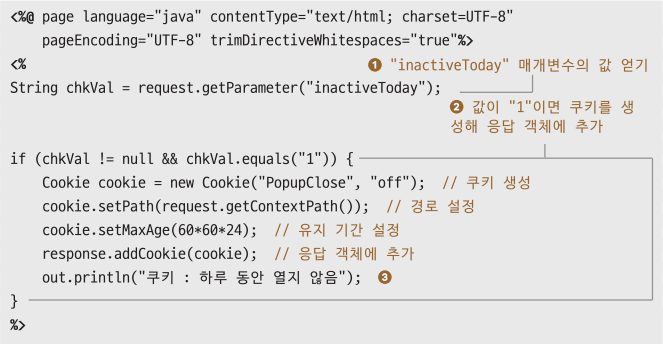 <%@ page language="java" contentType="text/html; charset=UTF-8"
pageEncoding="UTF-8" trimDirectiveWhitespaces="true"%>
<%
❶ "inactiveToday" 매개변수의 값 얻기
String chkVal = request.getParameter("inactiveToday");
❷ 값이 "1"이면 쿠키를 생
성해 응답 객체에 추가
if (chkVal != null && chkVal.equals("1")) {
Cookie cookie = new Cookie("PopupClose", "off"); // 쿠키 생성
cookie.setPath(request.getContextPath()); // 경로 설정
cookie.setMaxAge(60*60*24); // 유지 기간 설정
response.addCookie(cookie); // 응답 객체에 추가
out.println("쿠키 : 하루 동안 열지 않음"); ❸
}
%>